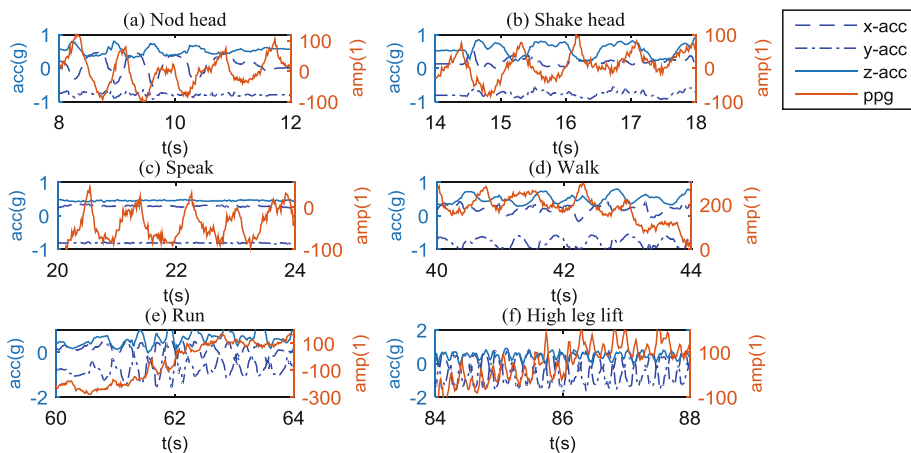 (a) Nod head
1
0
-1
acc(g)
100
0
-100
amp(1)
8
10
12
t(s)
(b) Shake head
1
0
-1
acc(g)
100
0
-100
amp(1)
14
15
16
17
18
t(s)
x-acc
y-acc
z-acc
ppg
(c) Speak
1
0
-1
acc(g)
0
-100
amp(1)
20
22
24
t(s)
(d) Walk
1
0
-1
acc(g)
200
0
amp(1)
40
42
44
t(s)
(e) Run
0
-2
acc(g)
100
-100
-300
amp(1)
60
62
64
t(s)
(f) High leg lift
2
0
-2
acc(g)
100
-100
amp(1)
84
86
88
t(s)